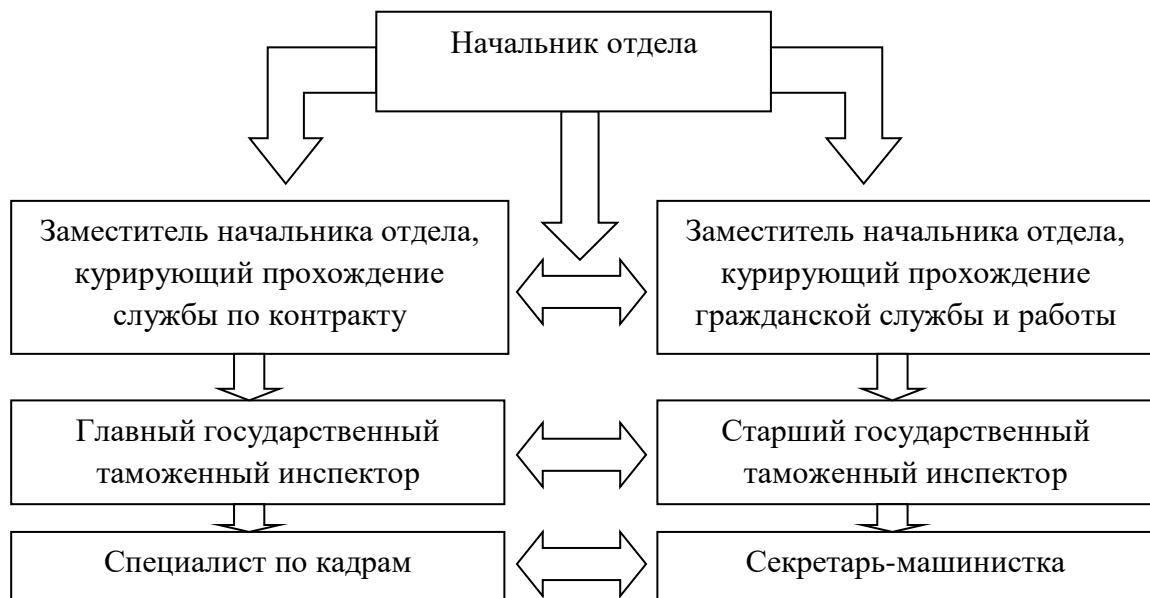 Начальник отдела
Заместитель начальника отдела,
курирующий прохождение
службы по контракту
Заместитель начальника отдела,
курирующий прохождение
гражданской службы и работы
Главный государственный
таможенный инспектор
Старший государственный
таможенный инспектор
Специалист по кадрам
Секретарь-машинистка